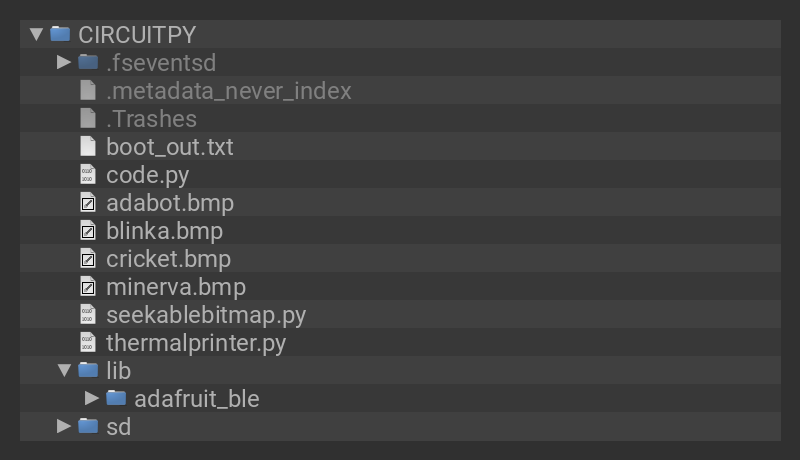 CIRCUITPY
.fseventsd
.metadata_never_index
.Trashes
boot_out.txt
code.py
adabot.bmp
blinka.bmp
cricket.bmp
minerva.bmp
seekablebitmap.py
thermalprinter.py
lib
adafruit_ble
sd